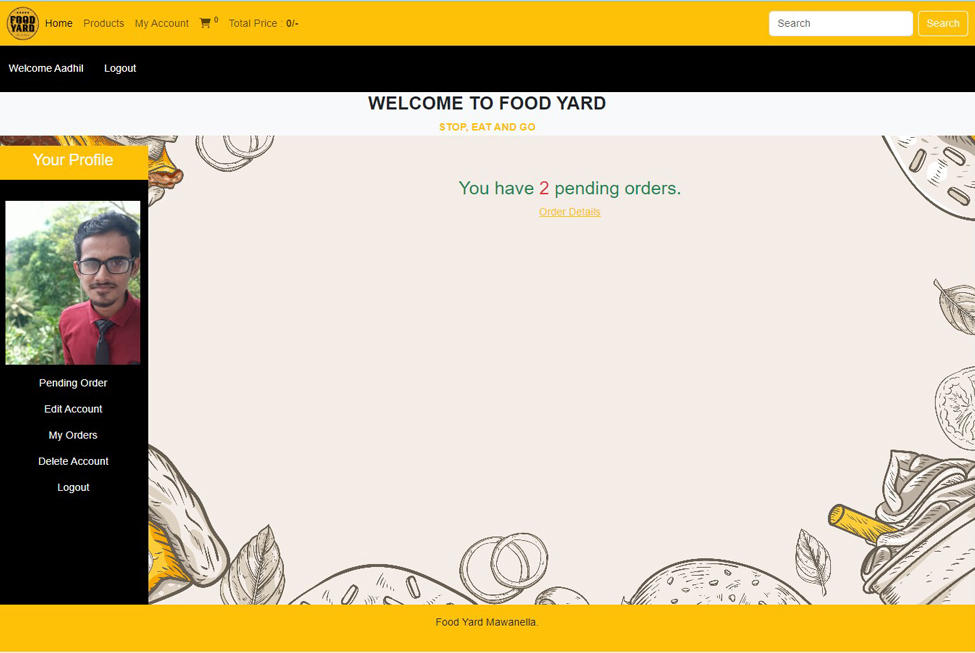 FOOD
YARD
Home Products My Account 0 Total Price : 0/- Search Search
Welcome Aadhil Logout
WELCOME TO FOOD YARD
STOP, EAT AND GO
Your Profile
You have 2 pending orders.
Order Details
Pending Order
Edit Account
My Orders
Delete Account
Logout
Food Yard Mawanella.